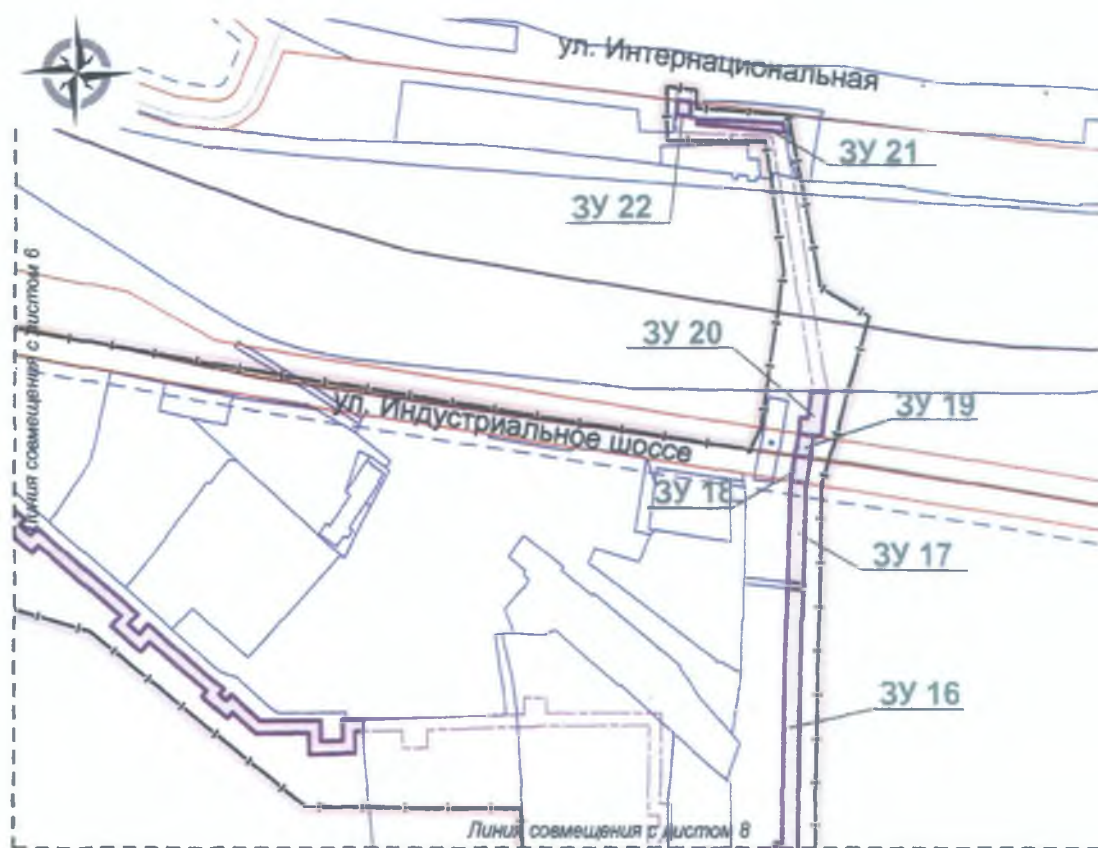 ул. Интернациональная
ЗУ 21
ЗУ 22
Линия совмещения с листом 6
ЗУ 20
ЗУ 19
ул. Индустриальное шоссе
ЗУ 18
ЗУ 17
ЗУ 16
Линия совмещения с листом 8